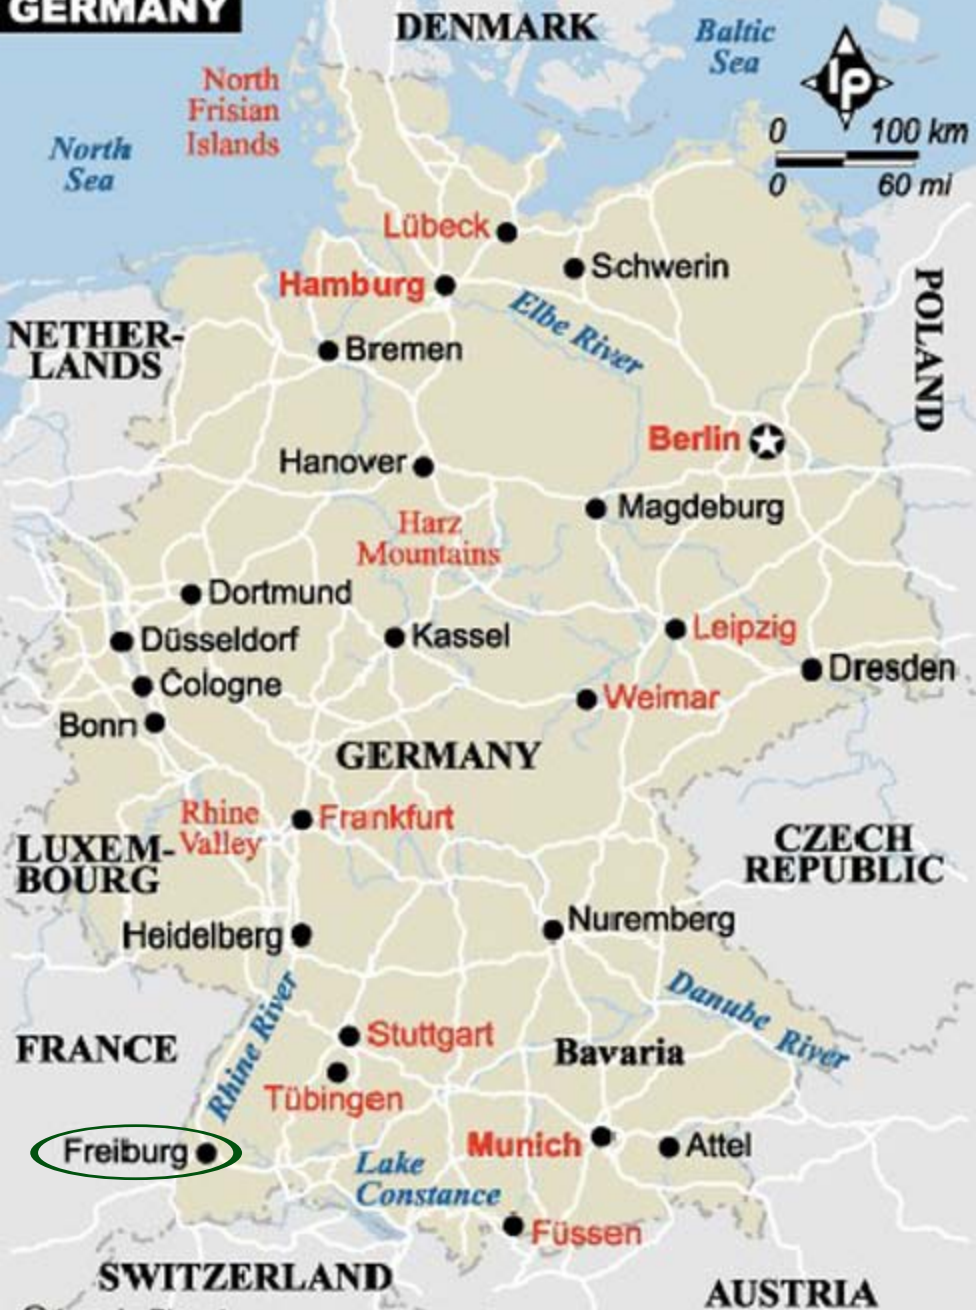 GERMANY
DENMARK
Baltic
Sea
lp
North
Frisian
Islands
North
Sea
0 100 km
0 60 mi
Lübeck
Schwerin
Hamburg
Elbe River
POLAND
NETHER-
LANDS
Bremen
Berlin
Hanover
Magdeburg
Harz
Mountains
Dortmund
Düsseldorf
Kassel
Leipzig
Dresden
Cologne
Weimar
Bonn
GERMANY
Rhine
Valley
Frankfurt
LUXEM-
BOURG
CZECH
REPUBLIC
Heidelberg
Nuremberg
Rhine River
Danube River
FRANCE
Stuttgart
Bavaria
Tübingen
Freiburg
Munich
Attel
Lake
Constance
Füssen
SWITZERLAND
AUSTRIA